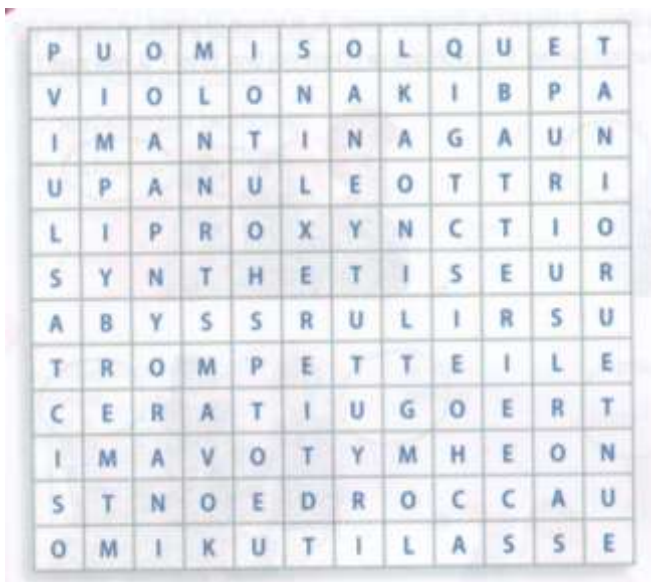 P U O M I S O L Q U E T
V I O L O N A K I B P A
I M A N T I N A G A U N
U P A N U L E O T T R I
L I P R O X Y N C T I O
S Y N T H E T I S E U R
A B Y S S R U L I R S U
T R O M P E T T E I L E
C E R A T I U G O E R T
I M A V O T Y M H E O N
S T N O E D R O C C A U
O M I K U T I L A S S E